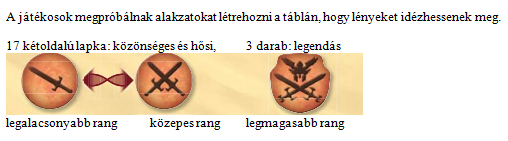 A játékosok megpróbálnak alakzatokat létrehozni a táblán, hogy lényeket idézhessenek meg.
17 kétoldalú lapka: közönséges és hősi, 3 darab: legendás
legalacsonyabb rang közepes rang legmagasabb rang